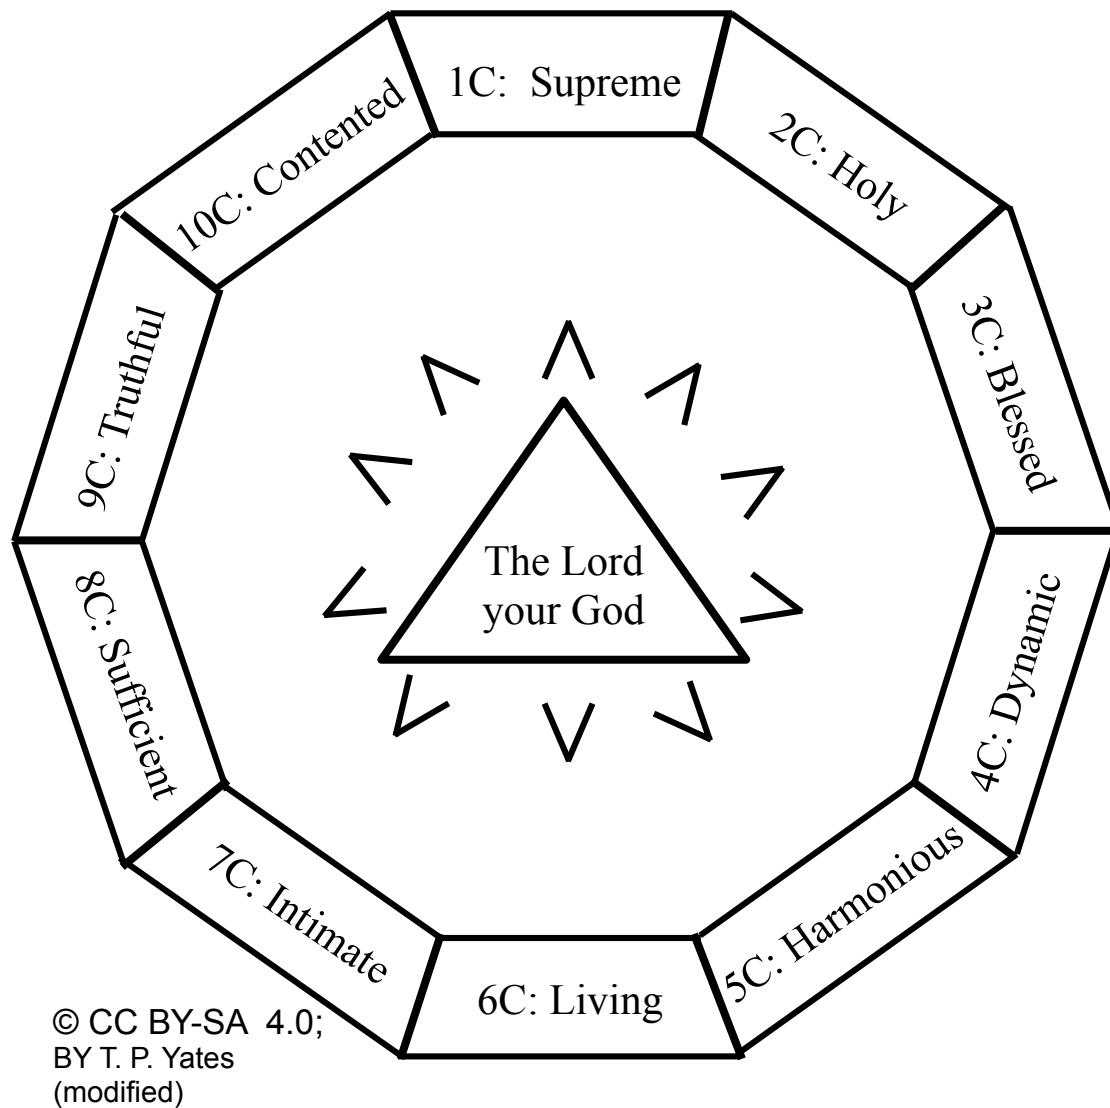 1C: Supreme
2C: Holy
3C: Blessed
4C: Dynamic
5C: Harmonious
6C: Living
7C: Intimate
8C: Sufficient
9C: Truthful
10C: Contented
The Lord
your God
© CC BY-SA 4.0;
BY T. P. Yates
(modified)